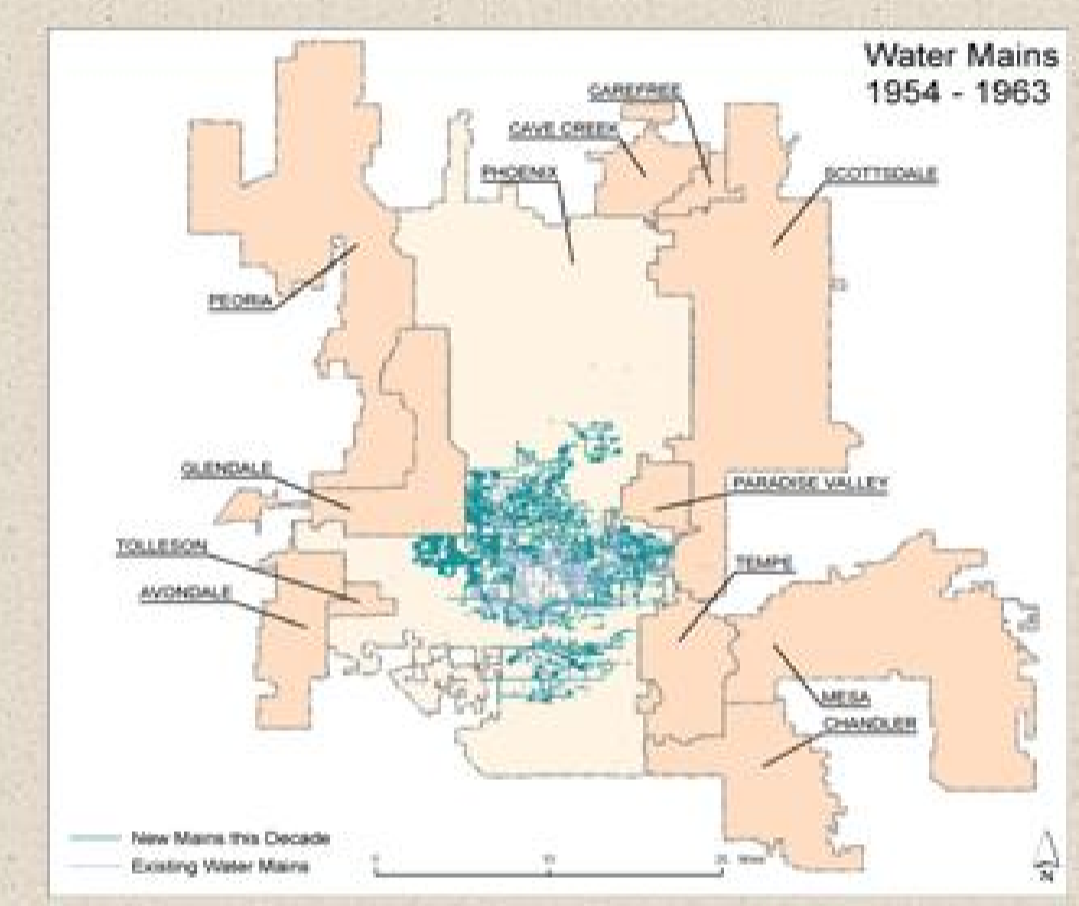 Water Mains
1954 - 1963
CAREFREE
CAVE CREEK
PHOENIX
SCOTTSDALE
PEORIA
GLENDALE
PARADISE VALLEY
TOLLESON
TEMPE
AVONDALE
MESA
CHANDLER
New Mains this Decade
Existing Water Mains
N